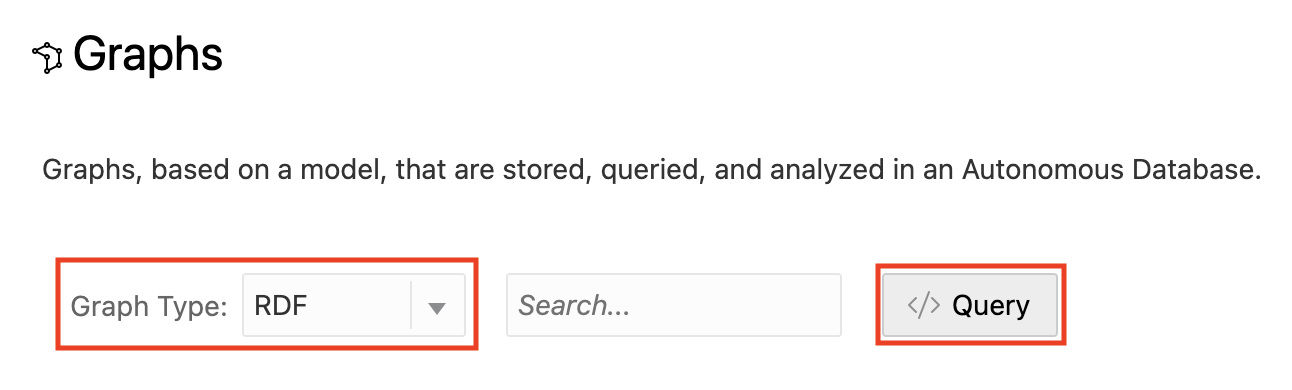 Graphs
Graphs, based on a model, that are stored, queried, and analyzed in an Autonomous Database.
Graph Type: RDF Search... </> Query